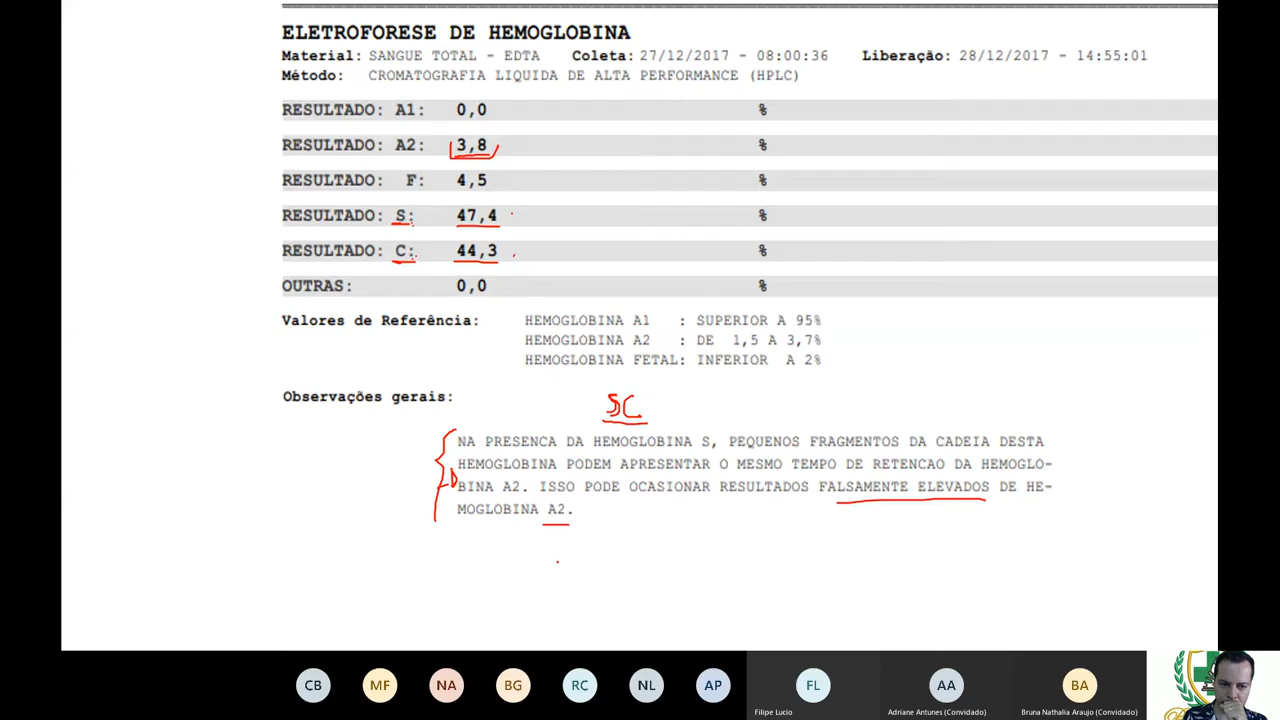 ELETROFORESE DE HEMOGLOBINA
Material: SANGUE TOTAL - EDTA Coleta: 27/12/2017 - 08:00:36 Liberação: 28/12/2017 - 14:55:01
Método: CROMATOGRAFIA LIQUIDA DE ALTA PERFORMANCE (HPLC)
RESULTADO: A1: 0,0 %
RESULTADO: A2: 3,8 %
RESULTADO: F: 4,5 %
RESULTADO: S: 47,4 %
RESULTADO: C: 44,3 %
OUTRAS: 0,0 %
Valores de Referência: HEMOGLOBINA A1 : SUPERIOR A 95%
HEMOGLOBINA A2 : DE 1,5 A 3,7%
HEMOGLOBINA FETAL: INFERIOR A 2%
Observações gerais:
SC
NA PRESENCA DA HEMOGLOBINA S, PEQUENOS FRAGMENTOS DA CADEIA DESTA
HEMOGLOBINA PODEM APRESENTAR O MESMO TEMPO DE RETENCAO DA HEMOGLO-
BINA A2. ISSO PODE OCASIONAR RESULTADOS FALSAMENTE ELEVADOS DE HE-
MOGLOBINA A2.
CB MF NA BG RC NL AP FL AA BA
Filipe Lucio Adriane Antunes (Convidado) Bruna Nathalia Araujo (Convidado)